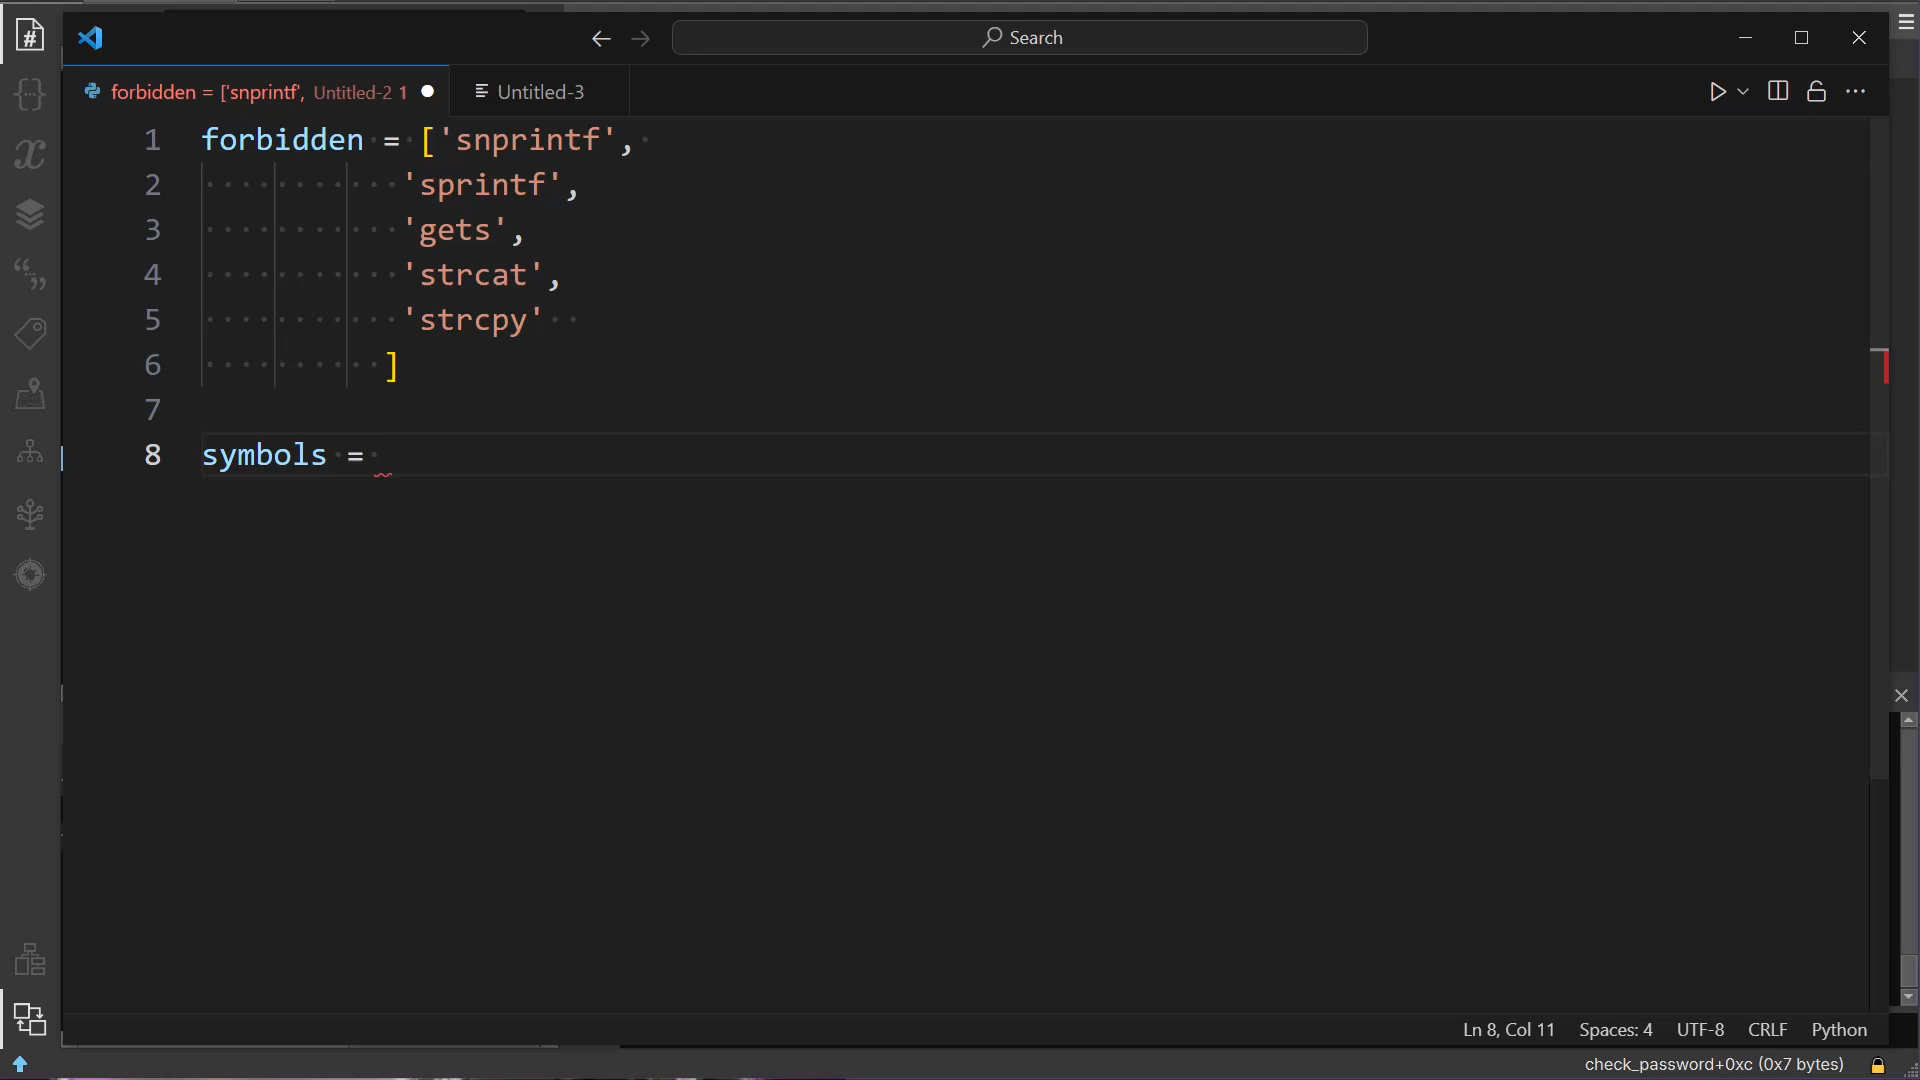 Search
forbidden = ['snprintf', Untitled-2 1
Untitled-3
1 forbidden = ['snprintf',
2 'sprintf',
3 'gets',
4 'strcat',
5 'strcpy'
6 ]
7
8 symbols =
Ln 8, Col 11 Spaces: 4 UTF-8 CRLF Python
check_password+0xc (0x7 bytes)